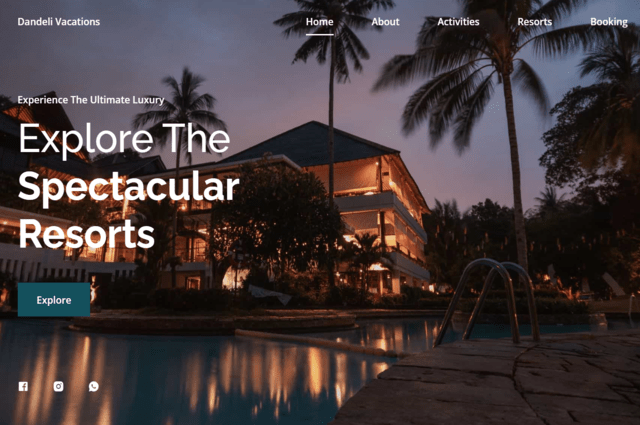 Dandeli Vacations
Home About Activities Resorts Booking
Experience The Ultimate Luxury
Explore The
Spectacular
Resorts
Explore